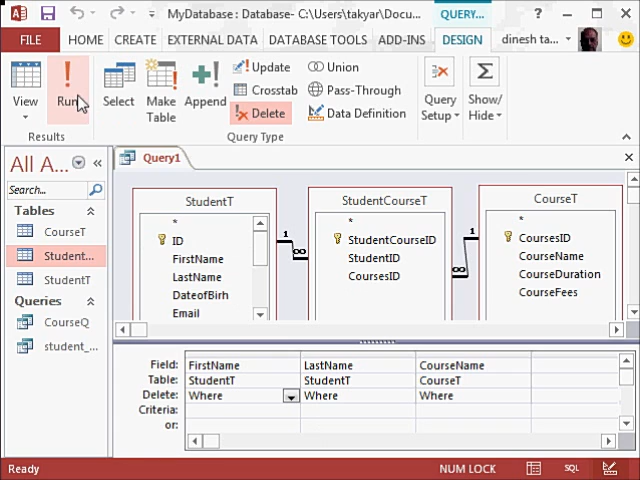 MyDatabase : Database- C:\Users\takyar\Docu...
QUERY...
?
FILE
HOME
CREATE
EXTERNAL DATA
DATABASE TOOLS
ADD-INS
DESIGN
dinesh ta...
View
Run
Results
Select
Make Table
Append
Update
Crosstab
Delete
Union
Pass-Through
Data Definition
Query Type
Query Setup
Show/ Hide
All A...
Search...
Tables
CourseT
Student...
StudentT
Queries
CourseQ
student_...
Query1
StudentT
*
ID
FirstName
LastName
DateofBirh
Email
1
∞
StudentCourseT
*
StudentCourseID
StudentID
CoursesID
1
∞
CourseT
*
CoursesID
CourseName
CourseDuration
CourseFees
Field: FirstName LastName CourseName
Table: StudentT StudentT CourseT
Delete: Where Where Where
Criteria:
or:
Ready
NUM LOCK
SQL